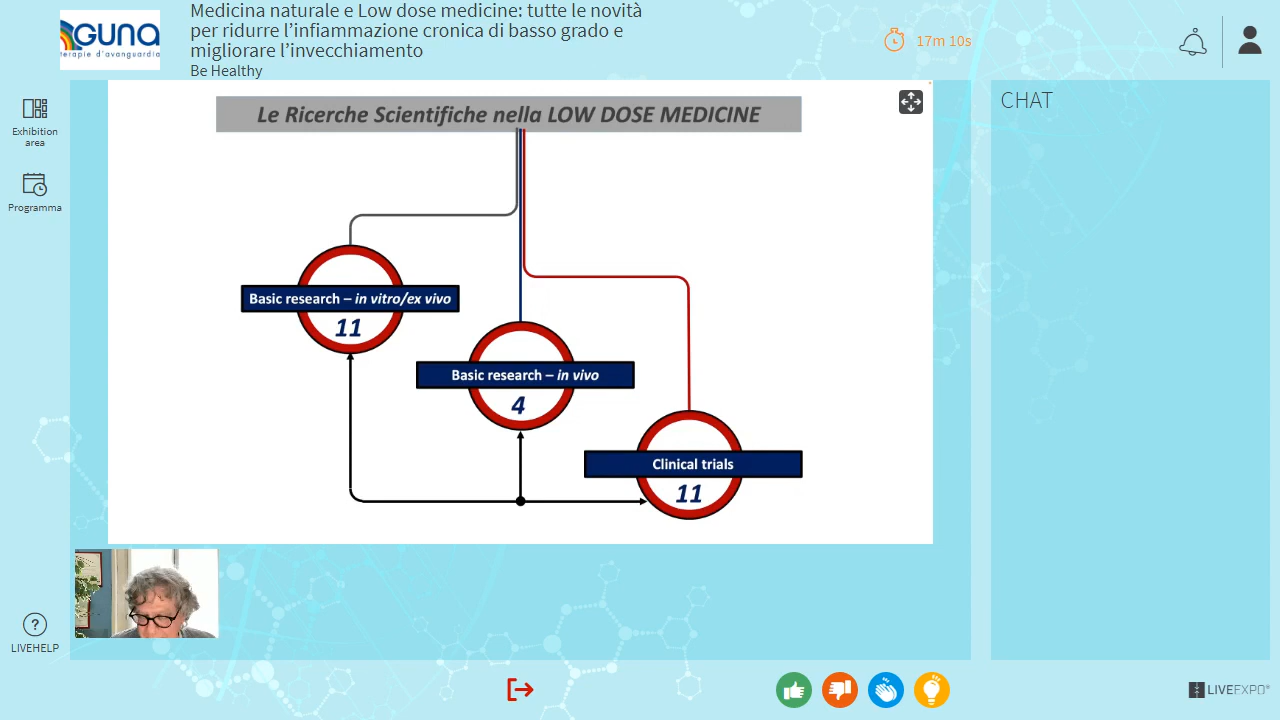 GUNA
terapie d'avanguardia
Medicina naturale e Low dose medicine: tutte le novità
per ridurre l'infiammazione cronica di basso grado e
migliorare l'invecchiamento
Be Healthy
17m 10s
Exhibition
area
Programma
LIVEHELP
Le Ricerche Scientifiche nella LOW DOSE MEDICINE
Basic research – in vitro/ex vivo
11
Basic research – in vivo
4
Clinical trials
11
CHAT
LIVEEXPO®